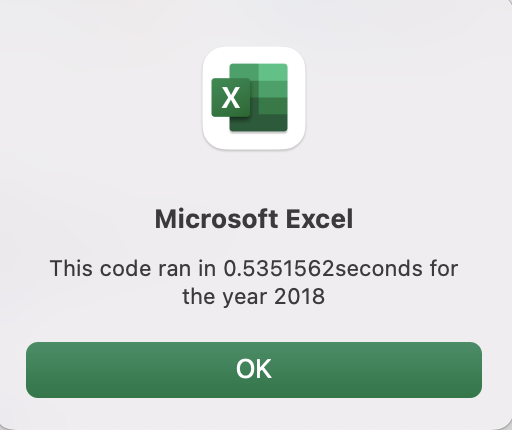 X
Microsoft Excel
This code ran in 0.5351562seconds for
the year 2018
OK